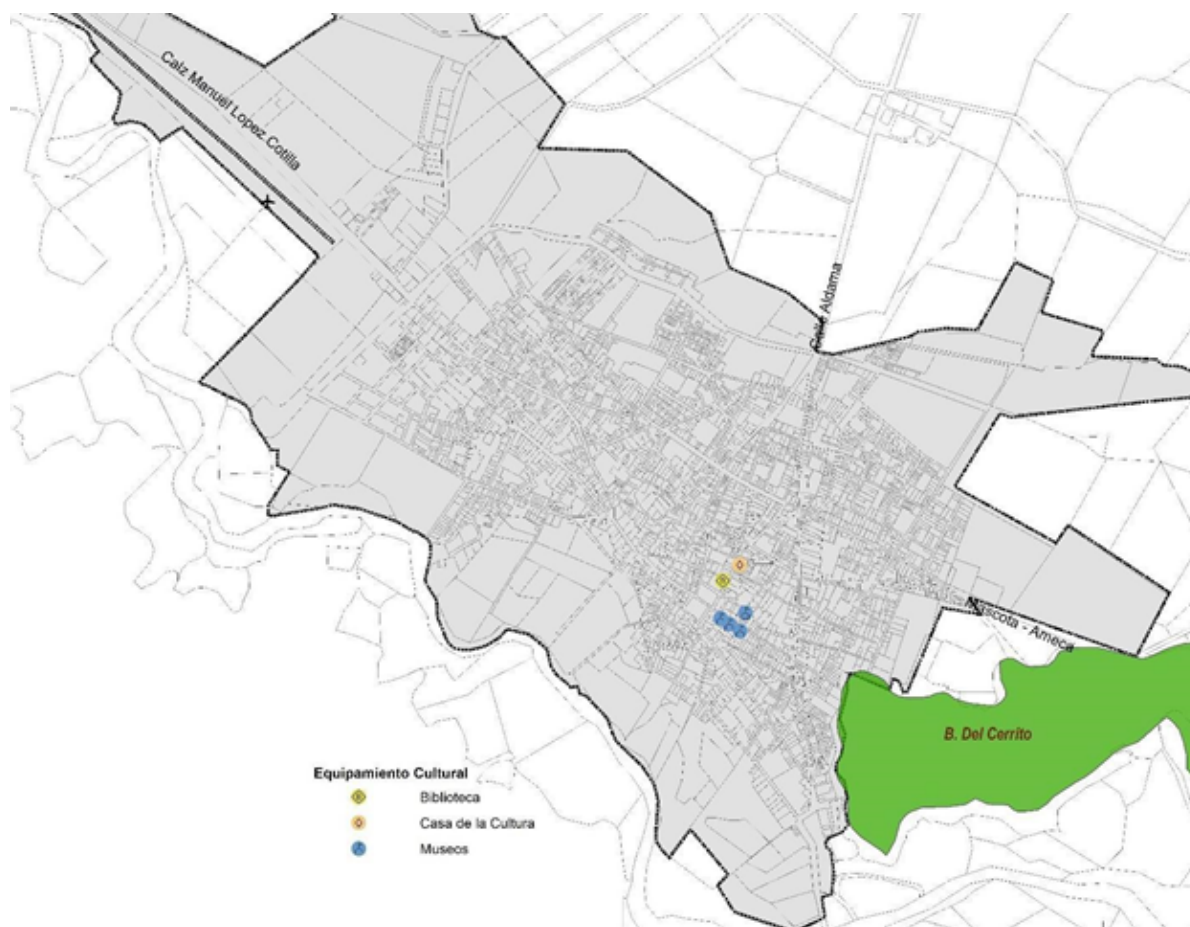 Calz Manuel Lopez Cotilla
Aldama
Mascota - Ameca
B. Del Cerrito
Equipamiento Cultural
Biblioteca
Casa de la Cultura
Museos